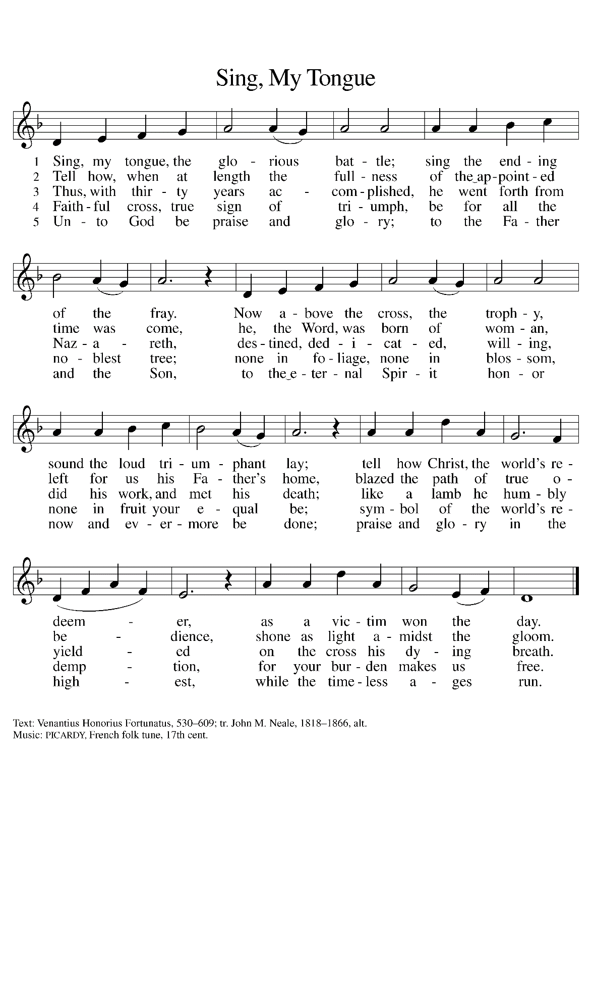 Sing, My Tongue
1 Sing, my tongue, the glo - rious bat - tle; sing the end - ing
2 Tell how, when at length the full - ness of the‿ap - point - ed
3 Thus, with thir - ty years ac - com - plished, he went forth from
4 Faith - ful cross, true sign of tri - umph, be for all the
5 Un - to God be praise and glo - ry; to the Fa - ther
of the fray. Now a - bove the cross, the troph - y,
time was come, he, the Word, was born of wom - an,
Naz - a - reth, des - tined, ded - i - cat - ed, will - ing,
no - blest tree; none in fo - liage, none in blos - som,
and the Son, to the‿e - ter - nal Spir - it hon - or
sound the loud tri - um - phant lay; tell how Christ, the world's re -
left for us his Fa - ther's home, blazed the path of true o -
did his work, and met his death; like a lamb he hum - bly
none in fruit your e - qual be; sym - bol of the world's re -
now and ev - er - more be done; praise and glo - ry in the
deem - er, as a vic - tim won the day.
be - dience, shone as light a - midst the gloom.
yield - ed on the cross his dy - ing breath.
demp - tion, for your bur - den makes us free.
high - est, while the time - less a - ges run.
Text: Venantius Honorius Fortunatus, 530–609; tr. John M. Neale, 1818–1866, alt.
Music: PICARDY, French folk tune, 17th cent.